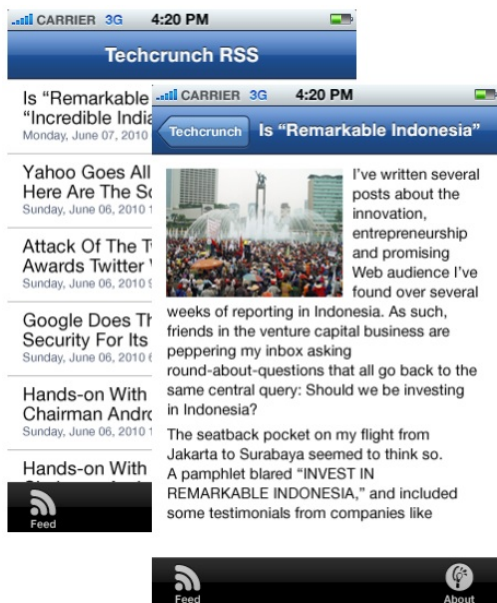 CARRIER 3G 4:20 PM
Techcrunch RSS
Is “Remarkable
“Incredible India
Monday, June 07, 2010
Yahoo Goes All
Here Are The
Sunday, June 06, 2010
Attack Of The
Awards Twitter
Sunday, June 06, 2010
Google Does
Security For Its
Sunday, June 06, 2010
Hands-on With
Chairman
Sunday, June 06, 2010
Hands-on With
Feed
CARRIER 3G 4:20 PM
Techcrunch Is “Remarkable Indonesia”
I’ve written several
posts about the
innovation,
entrepreneurship
and promising
Web audience I’ve
found over several
weeks of reporting in Indonesia. As such,
friends in the venture capital business are
peppering my inbox asking
round-about-questions that all go back to the
same central query: Should we be investing
in Indonesia?
The seatback pocket on my flight from
Jakarta to Surabaya seemed to think so.
A pamphlet blared “INVEST IN
REMARKABLE INDONESIA,” and included
some testimonials from companies like
Feed About